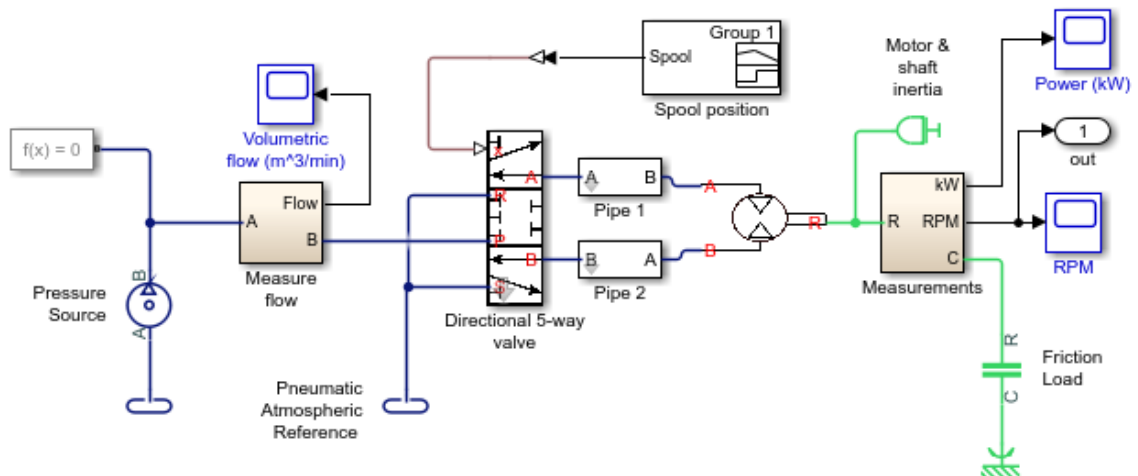 Group 1
Spool
Spool position
Motor &
shaft
inertia
Power (kW)
Volumetric
flow (m^3/min)
f(x) = 0
1
out
A
Flow
B
Measure
flow
x
A
R
P
B
S
Directional 5-way
valve
A
B
Pipe 1
B
A
Pipe 2
A
B
R
R
kW
RPM
C
Measurements
RPM
B
A
Pressure
Source
Pneumatic
Atmospheric
Reference
R
C
Friction
Load